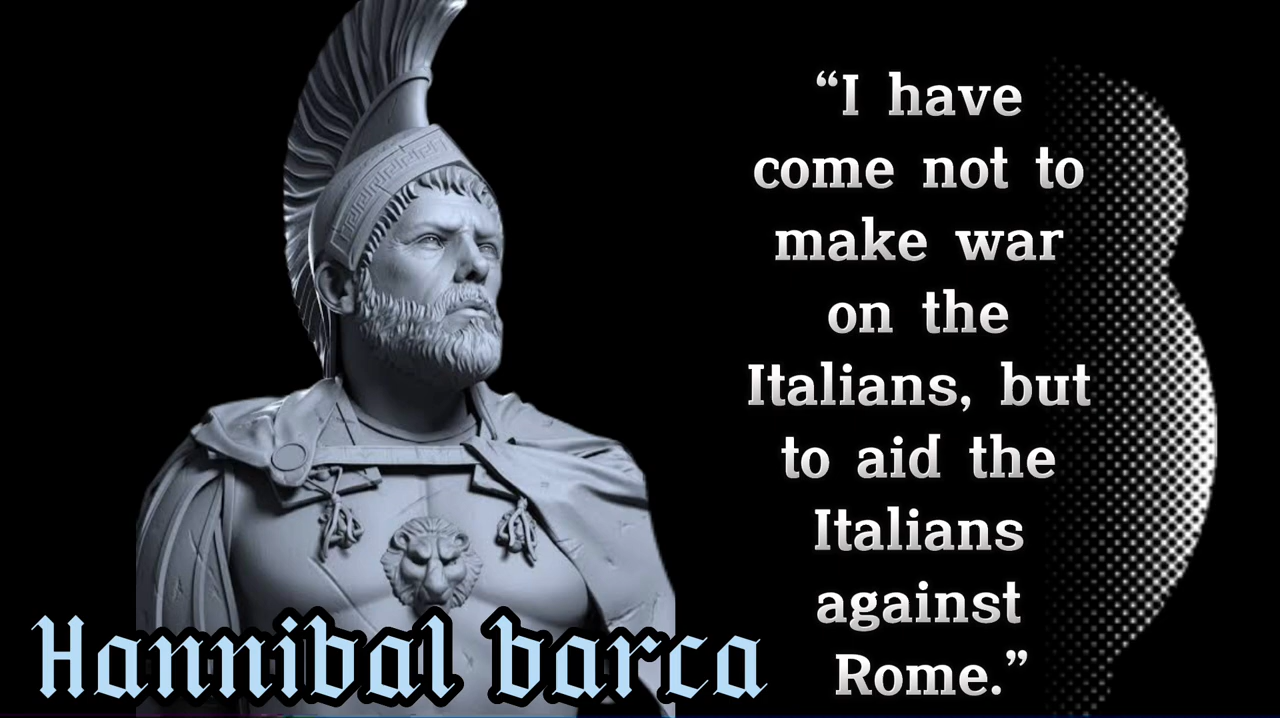 “I have
come not to
make war
on the
Italians, but
to aid the
Italians
against
Rome.”
Hannibal barca